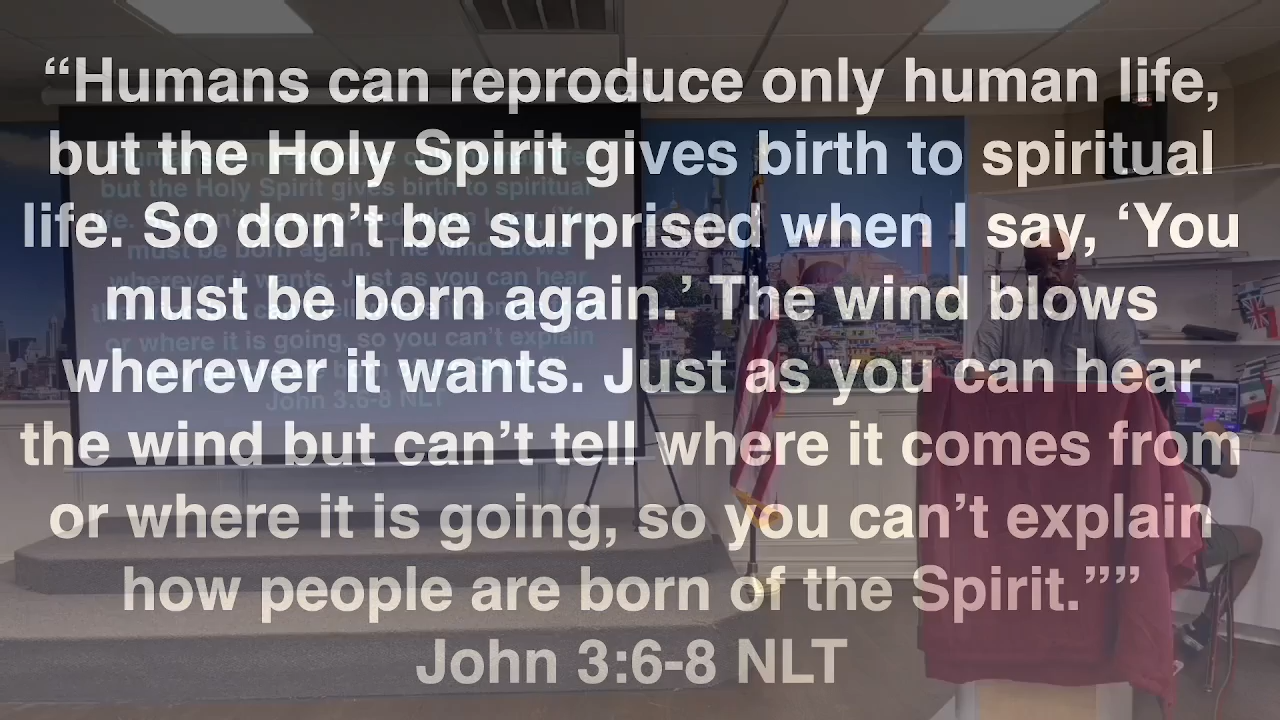 “Humans can reproduce only human life,
but the Holy Spirit gives birth to spiritual
life. So don’t be surprised when I say, ‘You
must be born again.’ The wind blows
wherever it wants. Just as you can hear
the wind but can’t tell where it comes from
or where it is going, so you can’t explain
how people are born of the Spirit.””
John 3:6-8 NLT